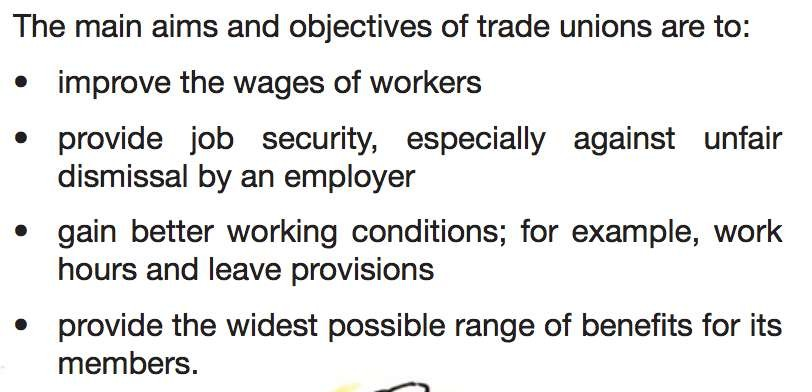 The main aims and objectives of trade unions are to:
• improve the wages of workers
• provide job security, especially against unfair
dismissal by an employer
• gain better working conditions; for example, work
hours and leave provisions
• provide the widest possible range of benefits for its
members.